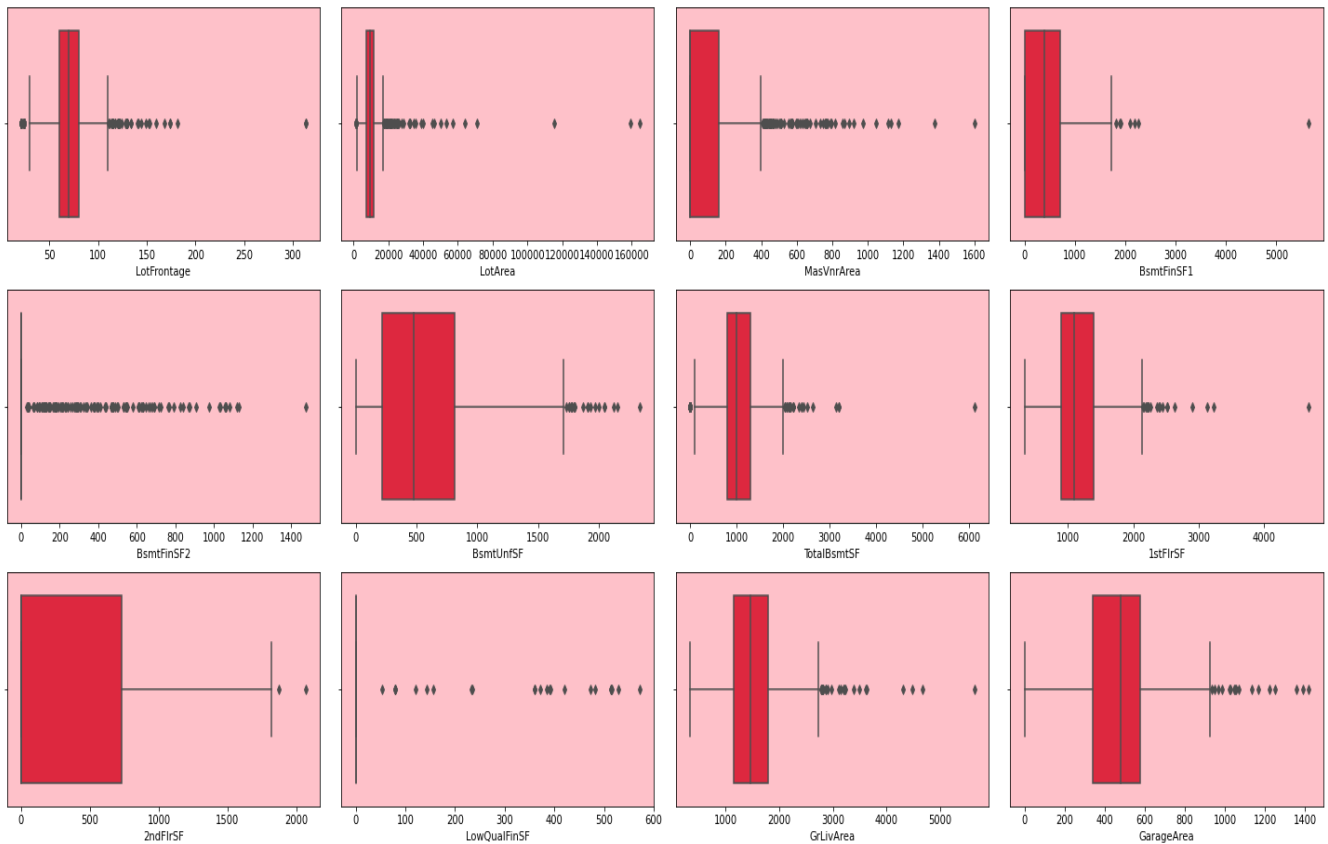 50 100 150 200 250 300
LotFrontage
0 20000 40000 60000 80000 100000 120000 140000 160000
LotArea
0 200 400 600 800 1000 1200 1400 1600
MasVnrArea
0 1000 2000 3000 4000 5000
BsmtFinSF1
0 200 400 600 800 1000 1200 1400
BsmtFinSF2
0 500 1000 1500 2000
BsmtUnfSF
0 1000 2000 3000 4000 5000 6000
TotalBsmtSF
1000 2000 3000 4000
1stFlrSF
0 500 1000 1500 2000
2ndFlrSF
0 100 200 300 400 500 600
LowQualFinSF
1000 2000 3000 4000 5000
GrLivArea
0 200 400 600 800 1000 1200 1400
GarageArea